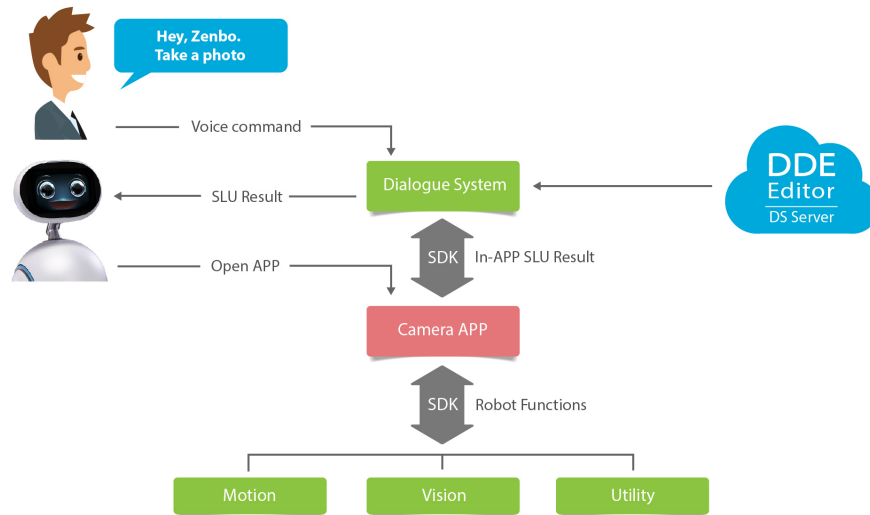 Hey, Zenbo.
Take a photo
Voice command
Dialogue System
DDE
Editor
DS Server
SLU Result
SDK
In-APP SLU Result
Open APP
Camera APP
SDK
Robot Functions
Motion
Vision
Utility